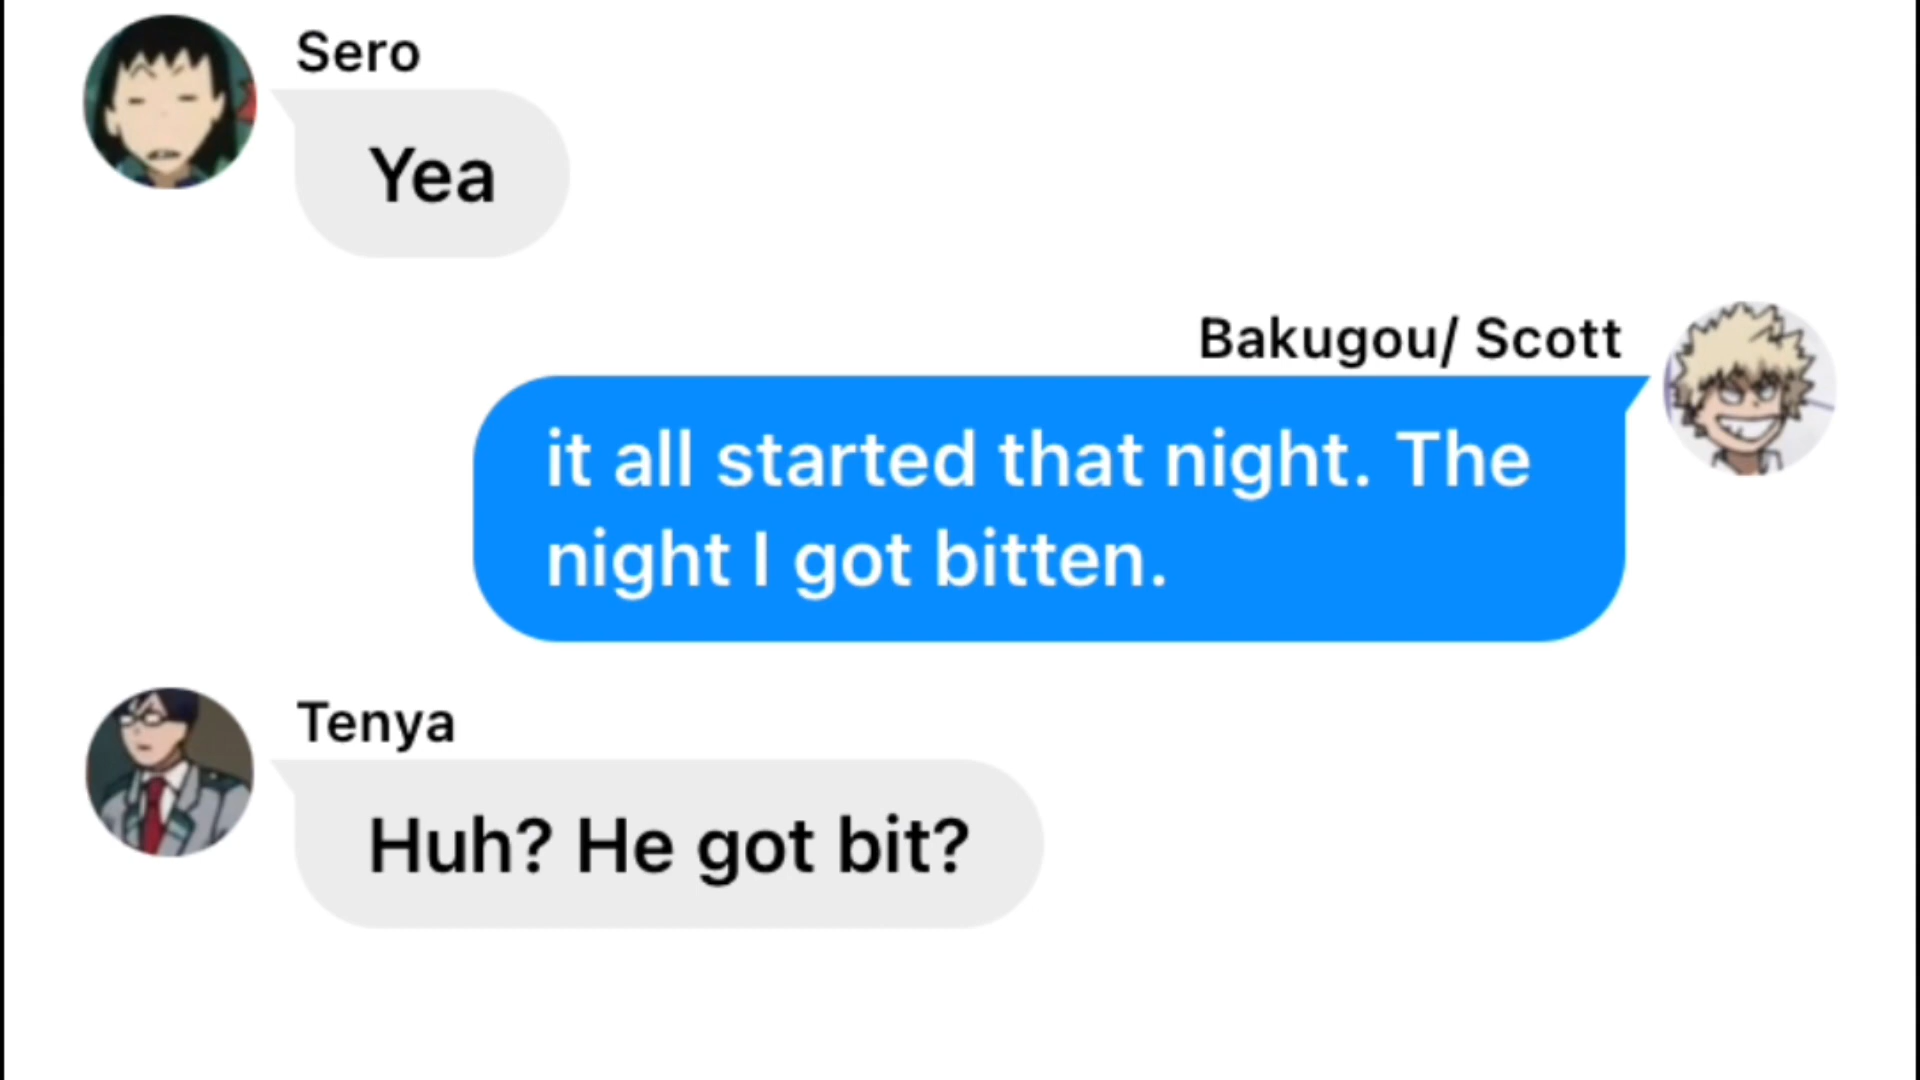 Sero
Yea
Bakugou/ Scott
it all started that night. The
night I got bitten.
Tenya
Huh? He got bit?